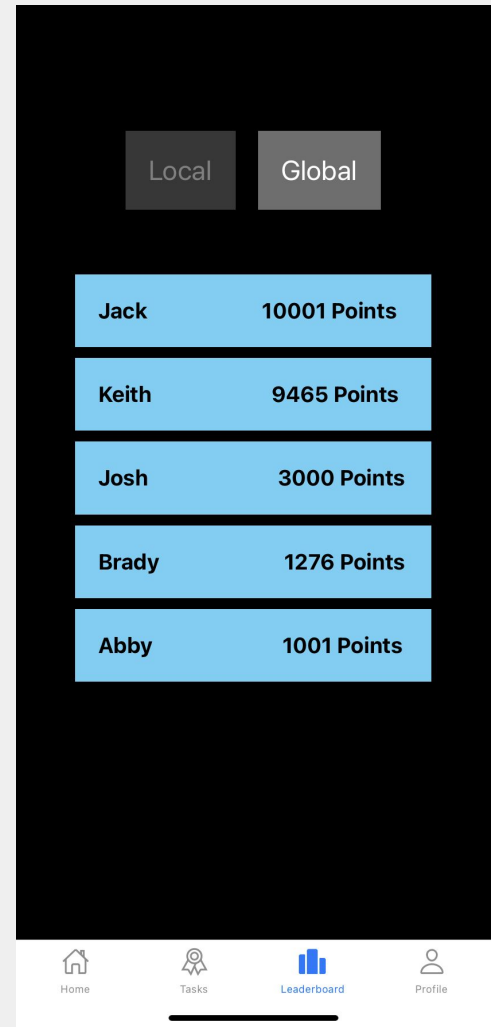 Local Global
Jack 10001 Points
Keith 9465 Points
Josh 3000 Points
Brady 1276 Points
Abby 1001 Points
Home Tasks Leaderboard Profile